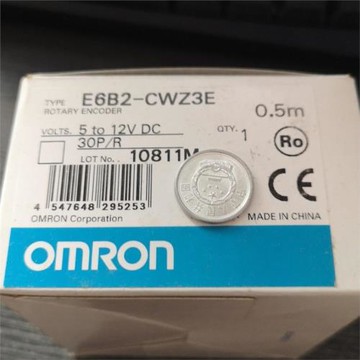 TYPE E6B2-CWZ3E 0.5m
ROTARY ENCODER
VOLTS. 5 to 12V DC QTY. 1
30P/R
LOT No. 10811M
Ro
4 547648 295253
CE
OMRON Corporation MADE IN CHINA
OMRON